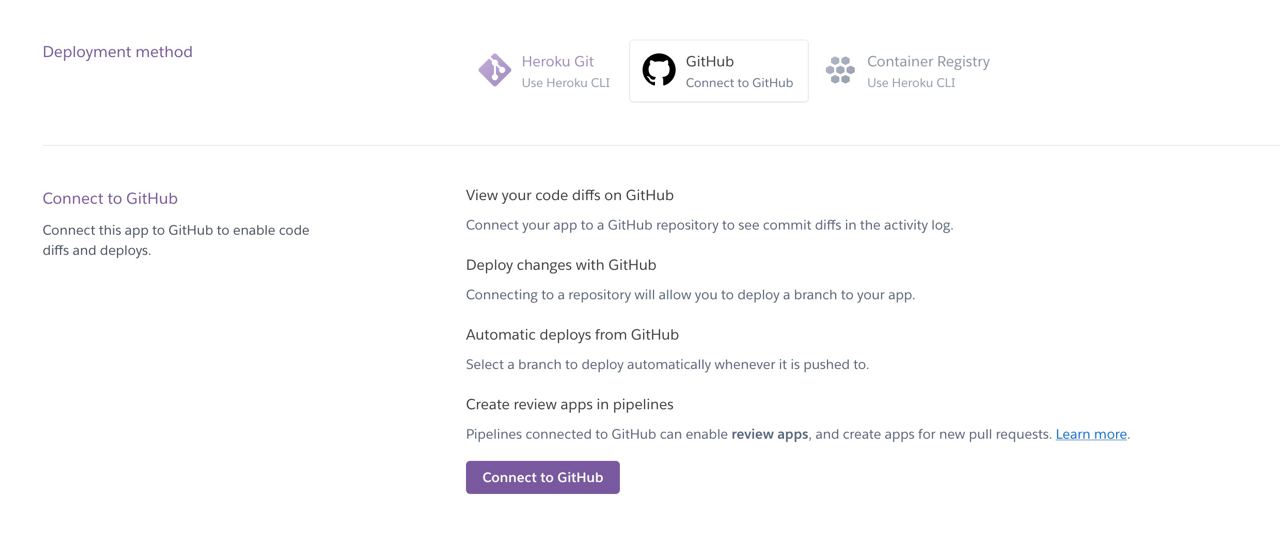 Deployment method
Heroku Git
Use Heroku CLI
GitHub
Connect to GitHub
Container Registry
Use Heroku CLI
Connect to GitHub
Connect this app to GitHub to enable code
diffs and deploys.
View your code diffs on GitHub
Connect your app to a GitHub repository to see commit diffs in the activity log.
Deploy changes with GitHub
Connecting to a repository will allow you to deploy a branch to your app.
Automatic deploys from GitHub
Select a branch to deploy automatically whenever it is pushed to.
Create review apps in pipelines
Pipelines connected to GitHub can enable review apps, and create apps for new pull requests. Learn more.
Connect to GitHub